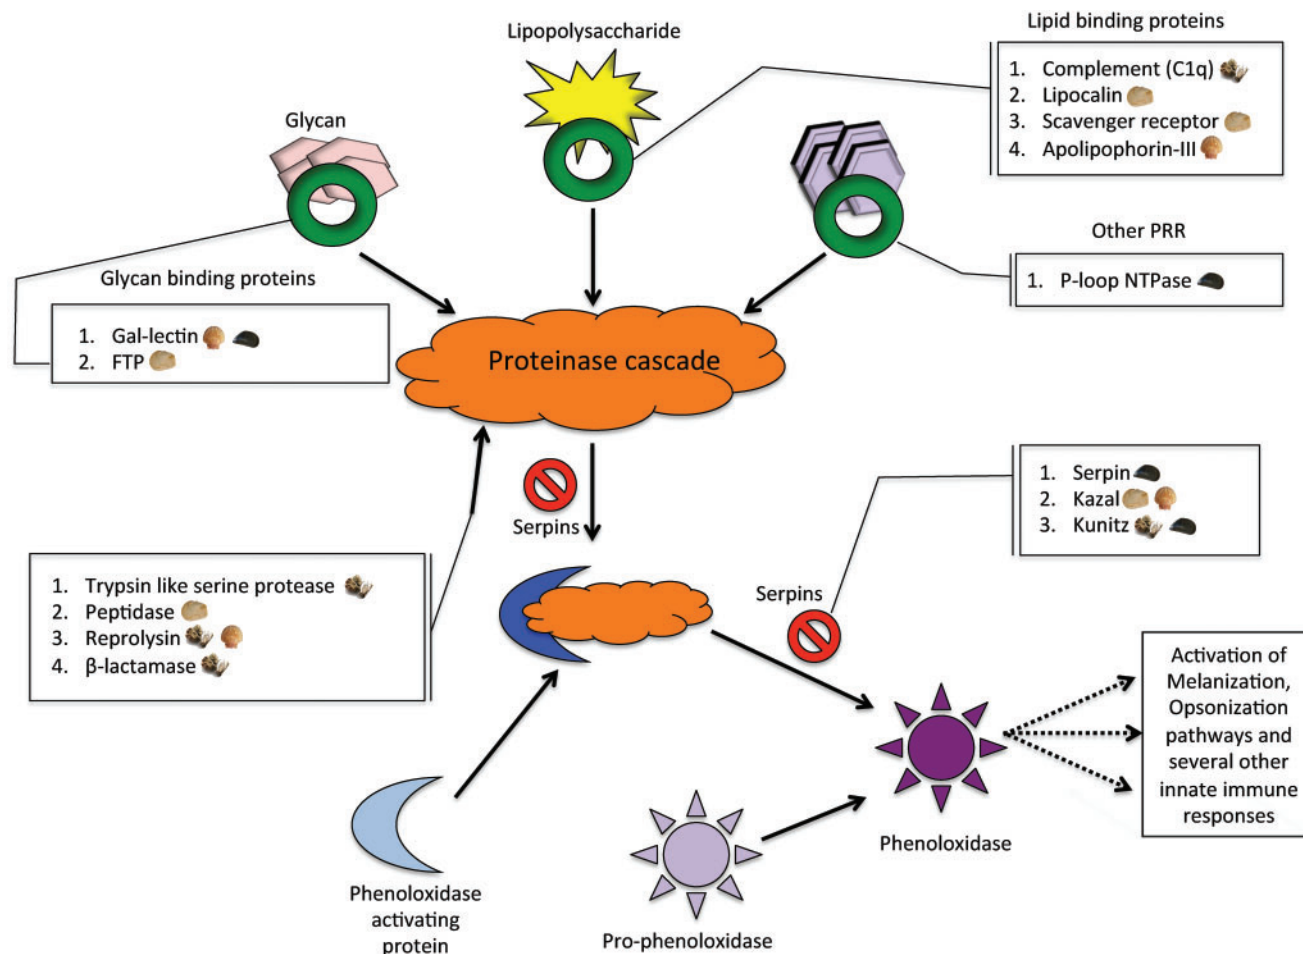 Lipopolysaccharide
Lipid binding proteins
1. Complement (C1q)
2. Lipocalin
3. Scavenger receptor
4. Apolipophorin-III
Glycan
Other PRR
1. P-loop NTPase
Glycan binding proteins
1. Gal-lectin
2. FTP
Proteinase cascade
Serpins
1. Serpin
2. Kazal
3. Kunitz
1. Trypsin like serine protease
2. Peptidase
3. Reprolysin
4. β-lactamase
Serpins
Activation of
Melanization,
Opsonization
pathways and
several other
innate immune
responses
Phenoloxidase
Phenoloxidase
activating
protein
Pro-phenoloxidase